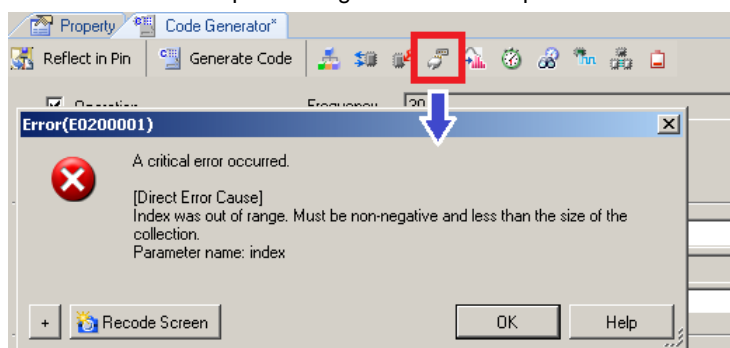 Property
Code Generator*
Reflect in Pin
Generate Code
Error(E0200001)
A critical error occurred.
[Direct Error Cause]
Index was out of range. Must be non-negative and less than the size of the
collection.
Parameter name: index
+
Recode Screen
OK
Help